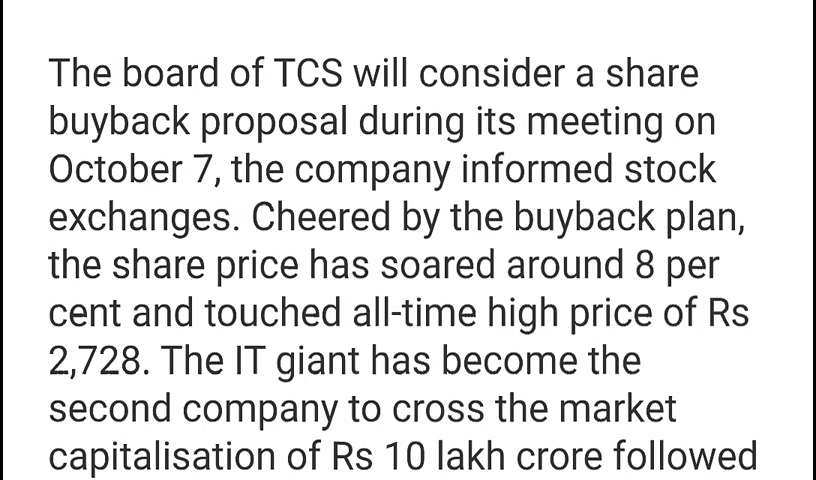 The board of TCS will consider a share
buyback proposal during its meeting on
October 7, the company informed stock
exchanges. Cheered by the buyback plan,
the share price has soared around 8 per
cent and touched all-time high price of Rs
2,728. The IT giant has become the
second company to cross the market
capitalisation of Rs 10 lakh crore followed